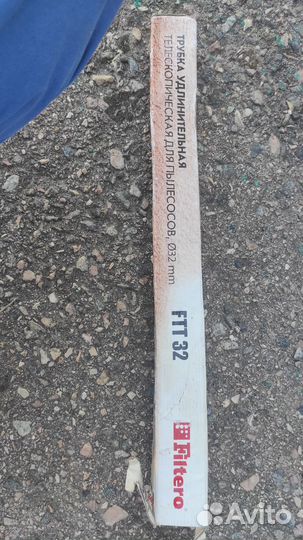 ТРУБКА УДЛИНИТЕЛЬНАЯ
ТЕЛЕСКОПИЧЕСКАЯ ДЛЯ ПЫЛЕСОСОВ, Ø32 mm
FTT 32
Filtero
Avito